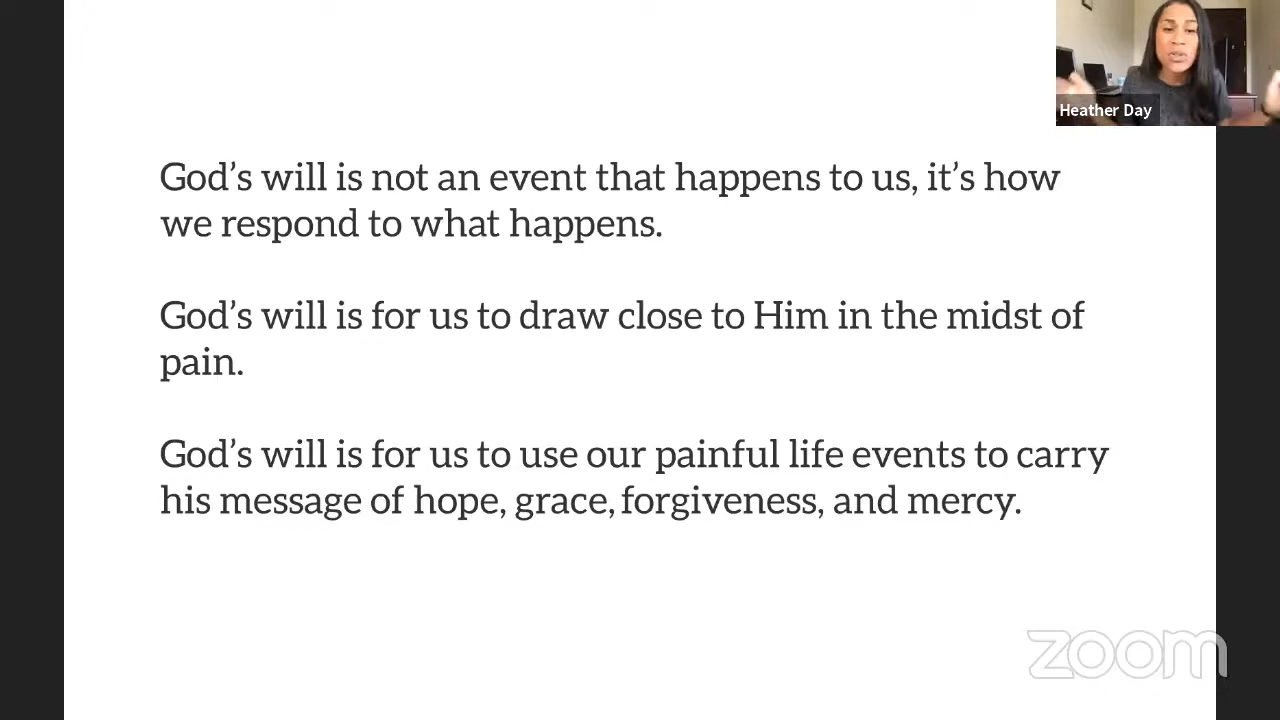 Heather Day
God’s will is not an event that happens to us, it’s how
we respond to what happens.
God’s will is for us to draw close to Him in the midst of
pain.
God’s will is for us to use our painful life events to carry
his message of hope, grace, forgiveness, and mercy.
zoom